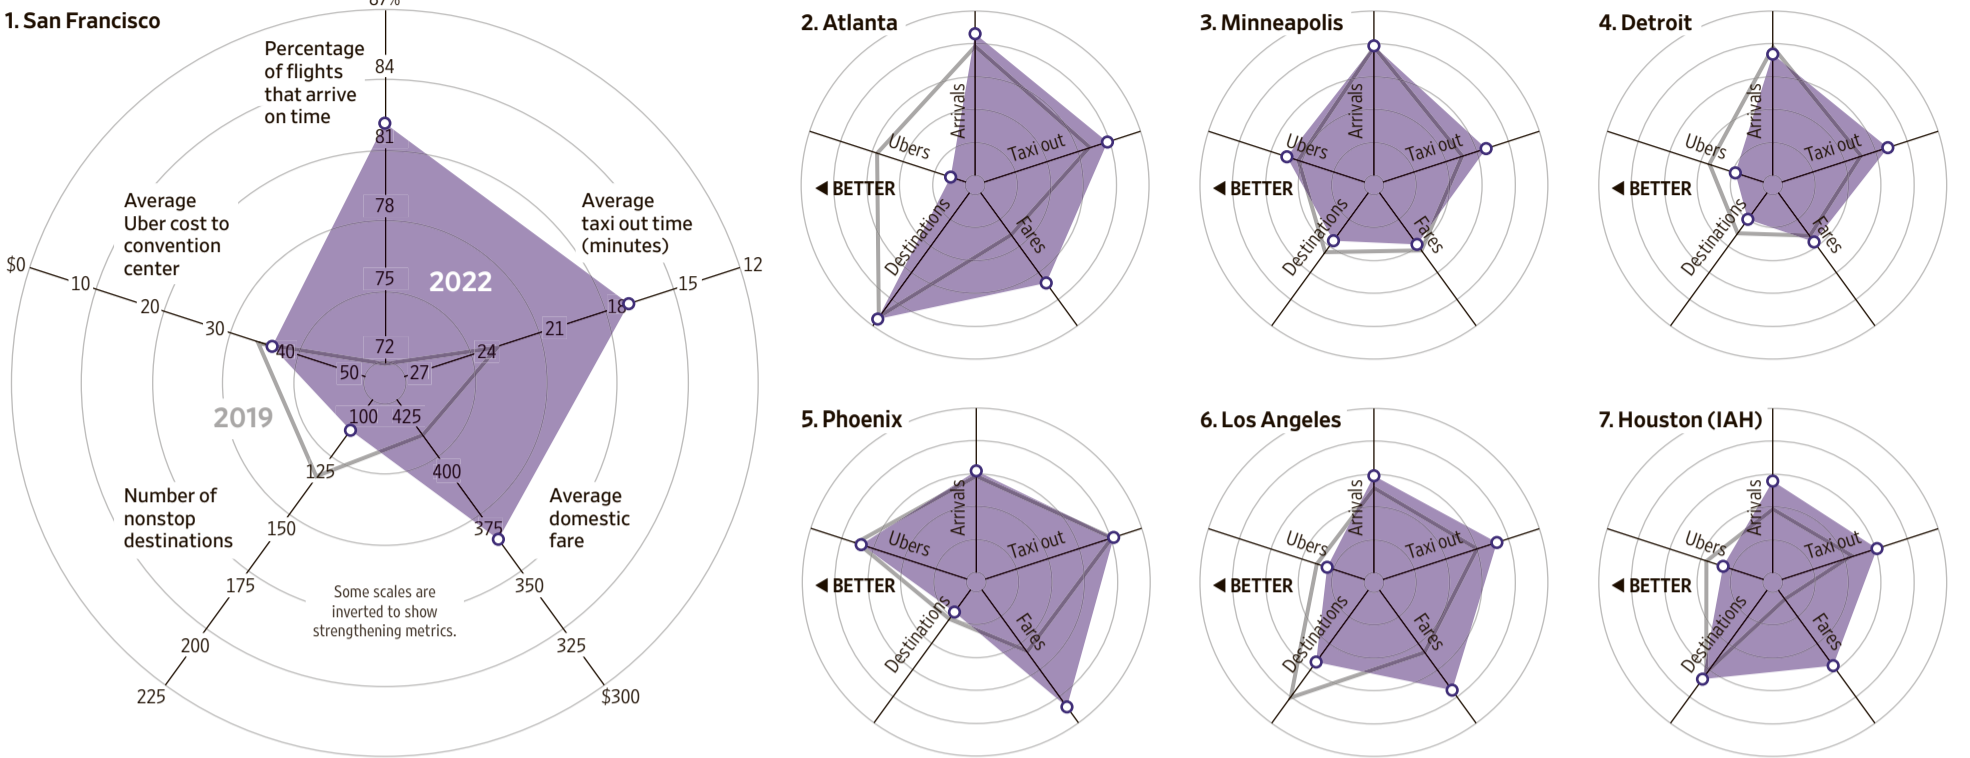 1. San Francisco
87%
Percentage
of flights
that arrive
on time
84
81
78
75
72
Average
Uber cost to
convention
center
$0
10
20
30
40
50
Average
taxi out time
(minutes)
12
15
18
21
24
27
2022
2019
100
125
150
175
200
225
Number of
nonstop
destinations
425
400
375
350
325
$300
Average
domestic
fare
Some scales are
inverted to show
strengthening metrics.
2. Atlanta
Arrivals
Ubers
Taxi out
◀ BETTER
Destinations
Fares
3. Minneapolis
Arrivals
Ubers
Taxi out
◀ BETTER
Destinations
Fares
4. Detroit
Arrivals
Ubers
Taxi out
◀ BETTER
Destinations
Fares
5. Phoenix
Arrivals
Ubers
Taxi out
◀ BETTER
Destinations
Fares
6. Los Angeles
Arrivals
Ubers
Taxi out
◀ BETTER
Destinations
Fares
7. Houston (IAH)
Arrivals
Ubers
Taxi out
◀ BETTER
Destinations
Fares